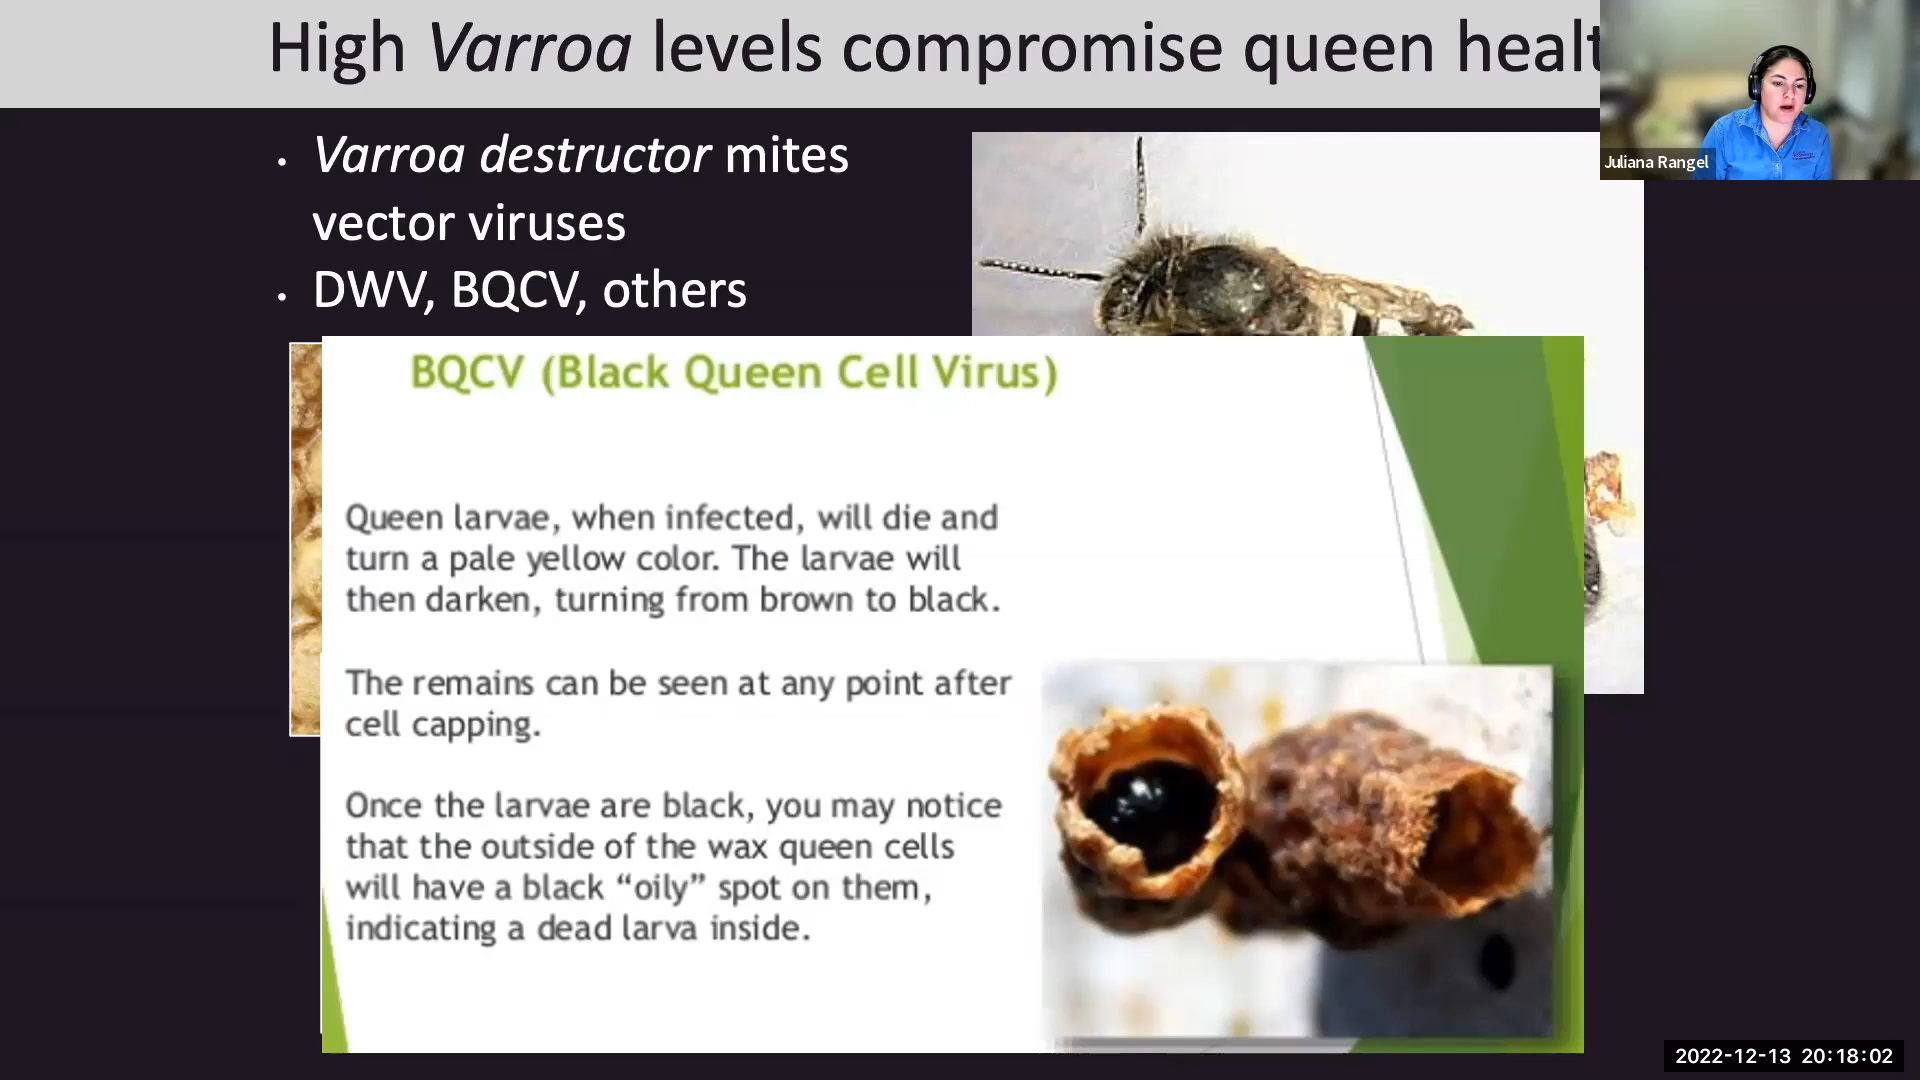 High Varroa levels compromise queen healt
Juliana Rangel
• Varroa destructor mites
vector viruses
• DWV, BQCV, others
BQCV (Black Queen Cell Virus)
Queen larvae, when infected, will die and
turn a pale yellow color. The larvae will
then darken, turning from brown to black.
The remains can be seen at any point after
cell capping.
Once the larvae are black, you may notice
that the outside of the wax queen cells
will have a black “oily” spot on them,
indicating a dead larva inside.
2022-12-13 20:18:02